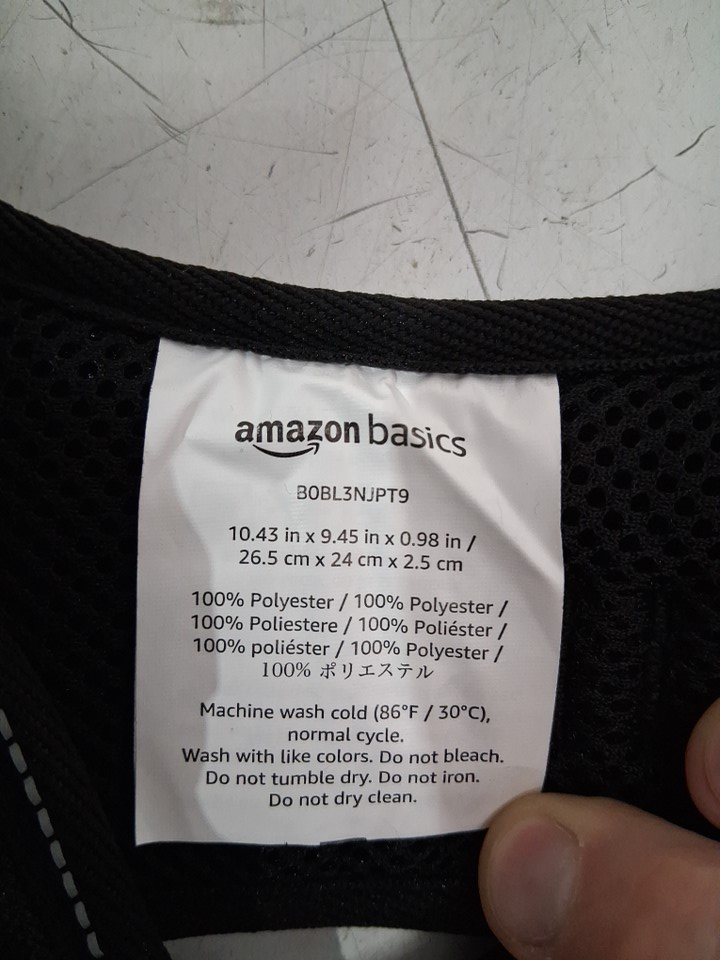 amazon basics
B0BL3NJPT9
10.43 in x 9.45 in x 0.98 in /
26.5 cm x 24 cm x 2.5 cm
100% Polyester / 100% Polyester /
100% Poliestere / 100% Poliéster /
100% poliéster / 100% Polyester /
100% ポリエステル
Machine wash cold (86°F / 30°C),
normal cycle.
Wash with like colors. Do not bleach.
Do not tumble dry. Do not iron.
Do not dry clean.